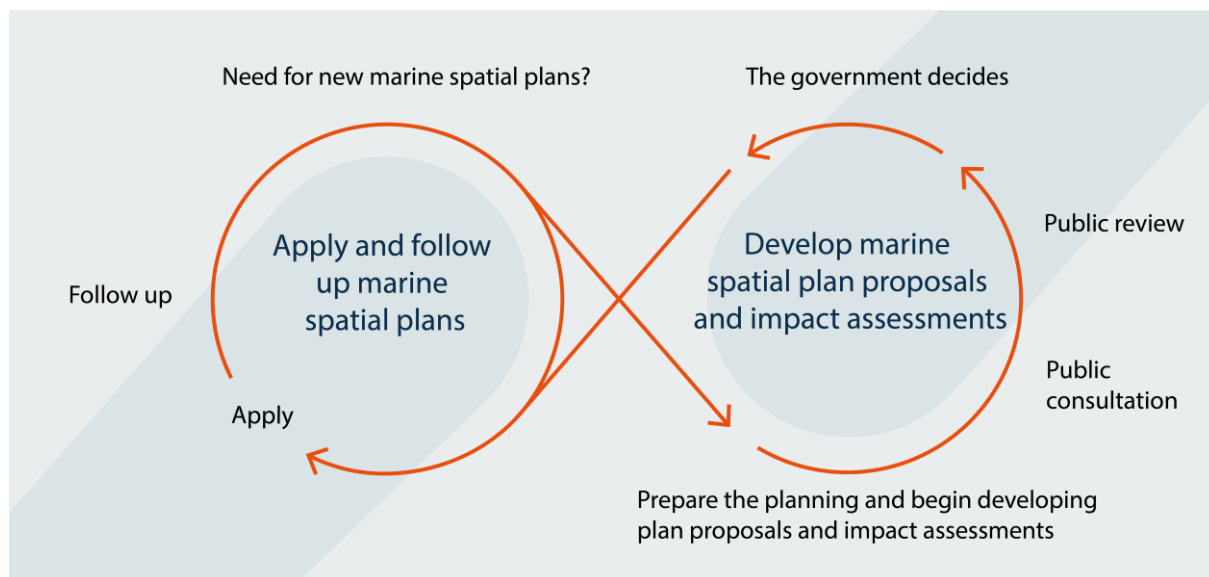 Need for new marine spatial plans?
The government decides
Apply and follow
up marine
spatial plans
Develop marine
spatial plan proposals
and impact assessments
Public review
Follow up
Public
consultation
Apply
Prepare the planning and begin developing
plan proposals and impact assessments